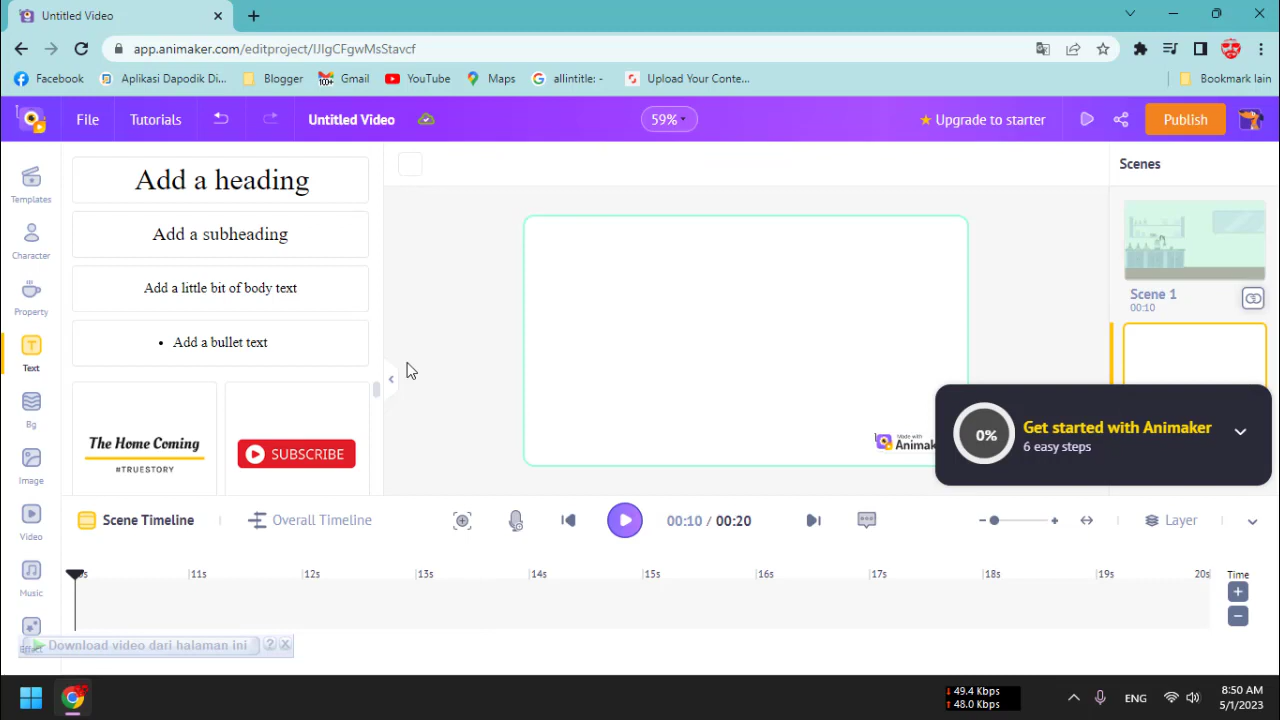 Untitled Video
app.animaker.com/editproject/IJlgCFgwMsStavcf
Facebook
Aplikasi Dapodik Di...
Blogger
100+
Gmail
YouTube
Maps
allintitle: -
Upload Your Conte...
Bookmark lain
File
Tutorials
Untitled Video
59%
Upgrade to starter
Publish
Templates
Character
Property
Text
Bg
Image
Video
Music
Add a heading
Add a subheading
Add a little bit of body text
• Add a bullet text
The Home Coming
#TRUESTORY
SUBSCRIBE
Made with
Animak
Scenes
Scene 1
00:10
0%
Get started with Animaker
6 easy steps
Scene Timeline
Overall Timeline
00:10 / 00:20
Layer
11s 12s 13s 14s 15s 16s 17s 18s 19s 20s
Time
Download video dari halaman ini
49.4 Kbps
48.0 Kbps
ENG
8:50 AM
5/1/2023